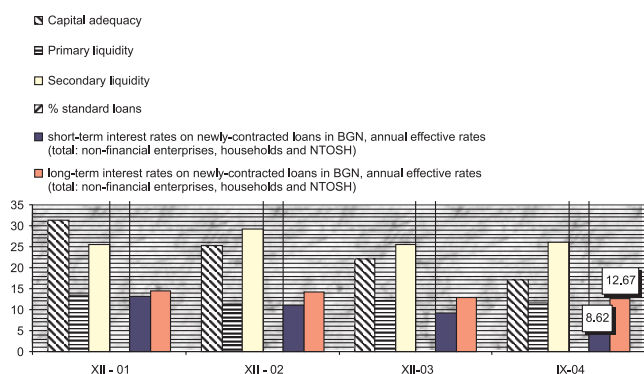 Capital adequacy
Primary liquidity
Secondary liquidity
% standard loans
short-term interest rates on newly-contracted loans in BGN, annual effective rates
(total: non-financial enterprises, households and NTOSH)
long-term interest rates on newly-contracted loans in BGN, annual effective rates
(total: non-financial enterprises, households and NTOSH)
35
30
25
20
15
10
5
0
12.67
8.62
XII - 01
XII - 02
XII-03
IX-04